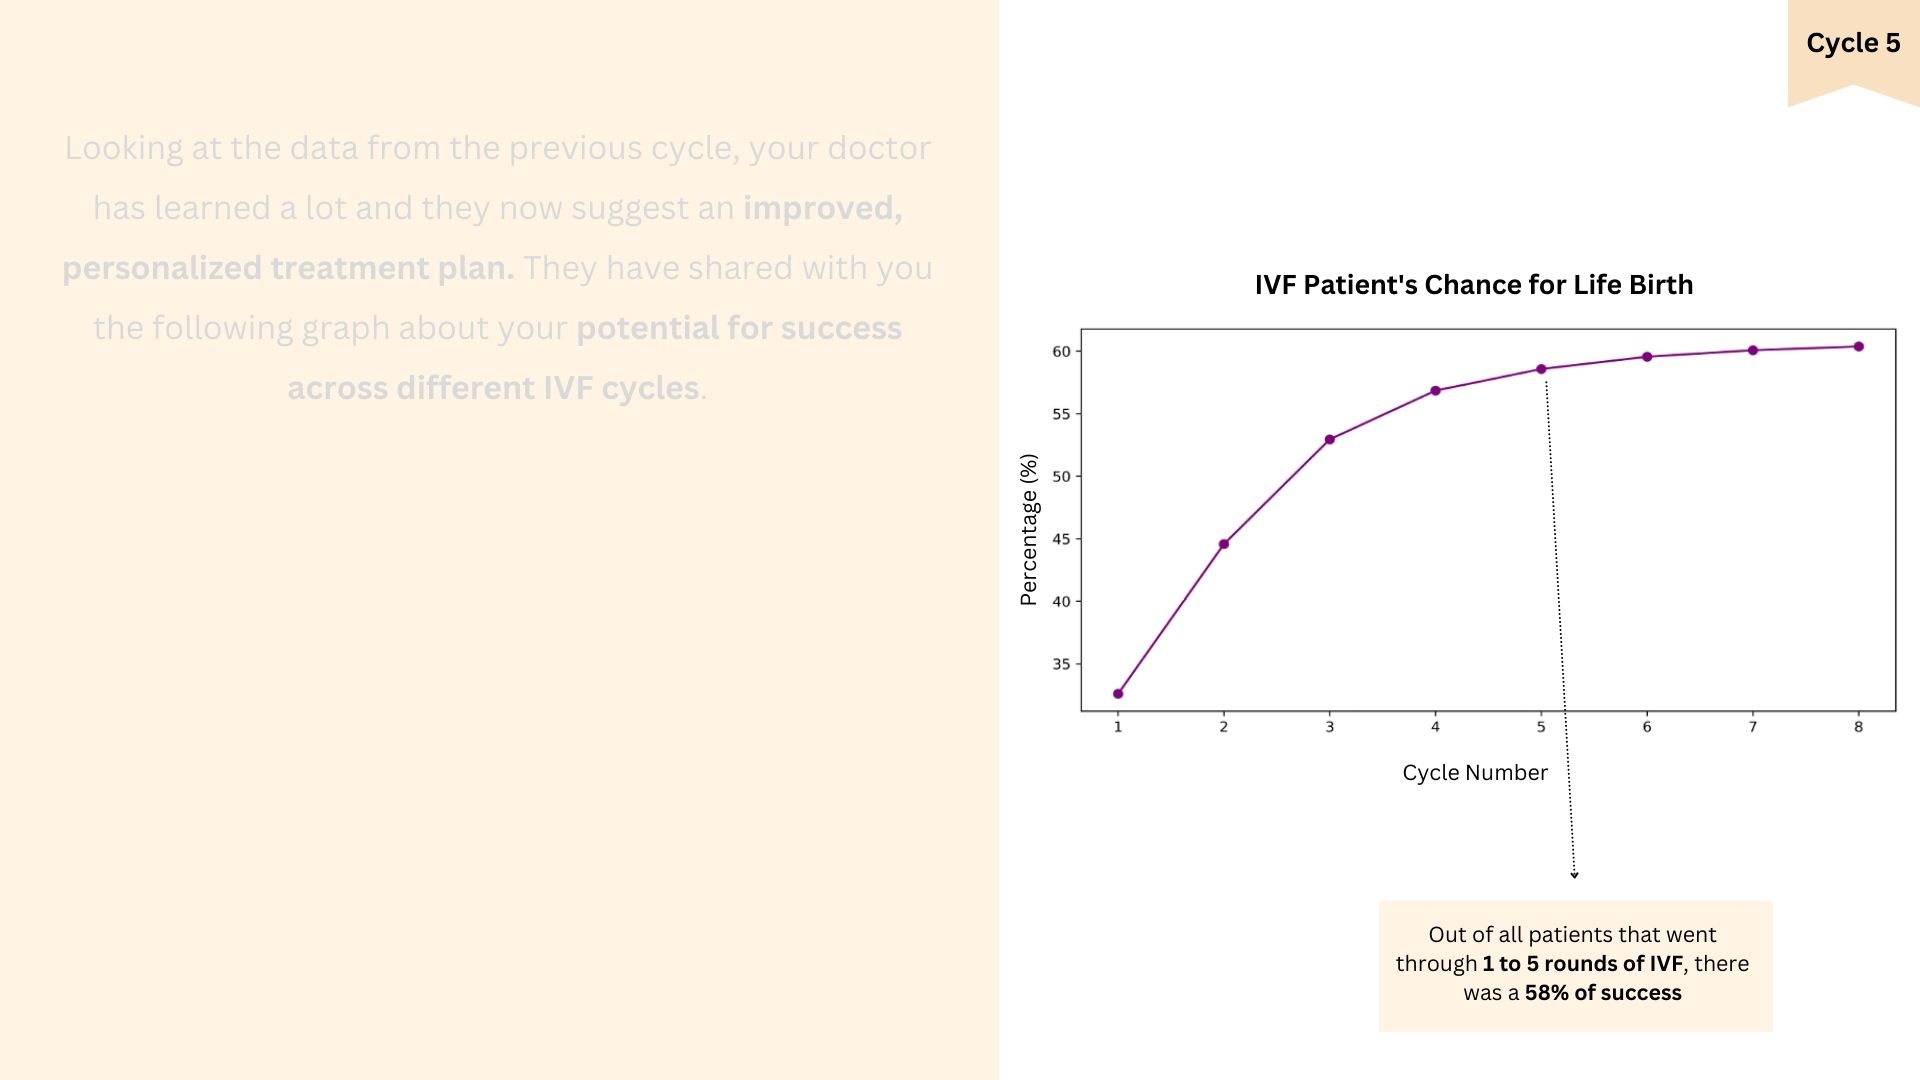 Cycle 5
Looking at the data from the previous cycle, your doctor
has learned a lot and they now suggest an improved,
personalized treatment plan. They have shared with you
the following graph about your potential for success
across different IVF cycles.
IVF Patient's Chance for Life Birth
Percentage (%)
60
55
50
45
40
35
1 2 3 4 5 6 7 8
Cycle Number
Out of all patients that went
through 1 to 5 rounds of IVF, there
was a 58% of success